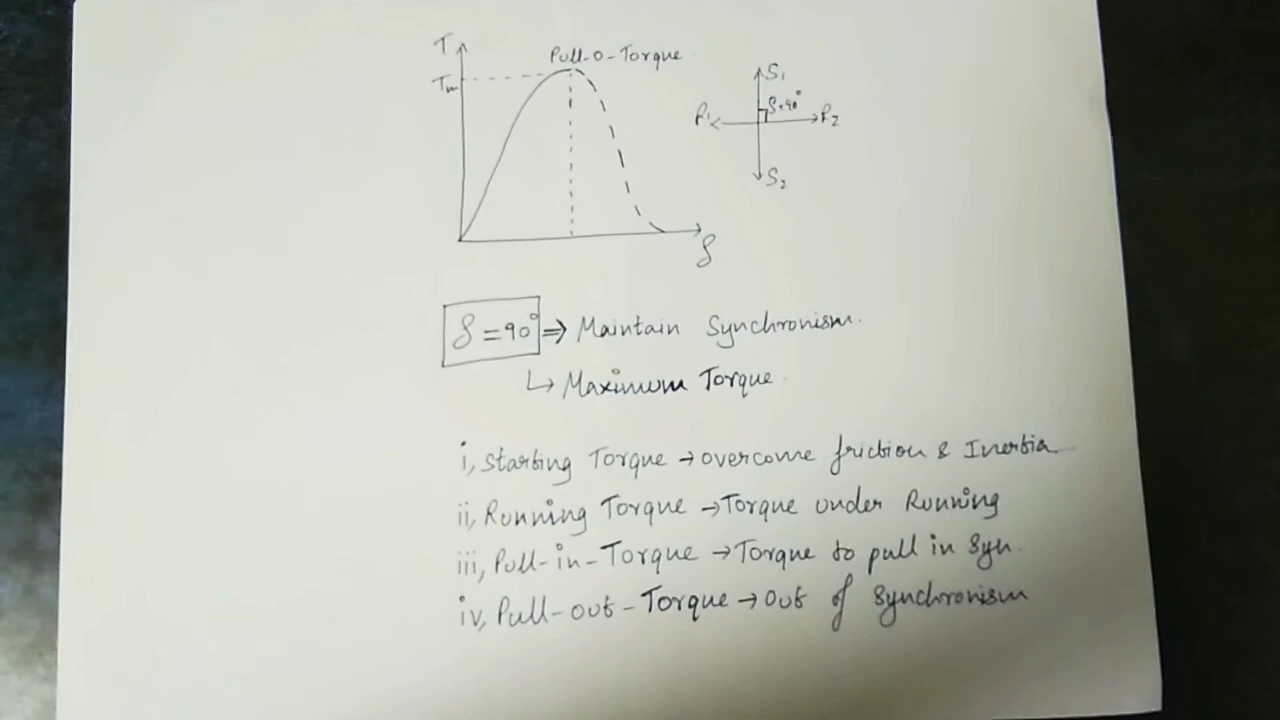 T
Pull-o-Torque
Tm
S1
δ=90°
P1
P2
S2
δ
δ=90° ⇒ Maintain Synchronism.
↳ Maximum Torque.
i, Starting Torque → overcome friction & Inertia
ii, Running Torque → Torque under Running
iii, Pull-in-Torque → Torque to pull in Syn.
iv, Pull-out-Torque → Out of Synchronism